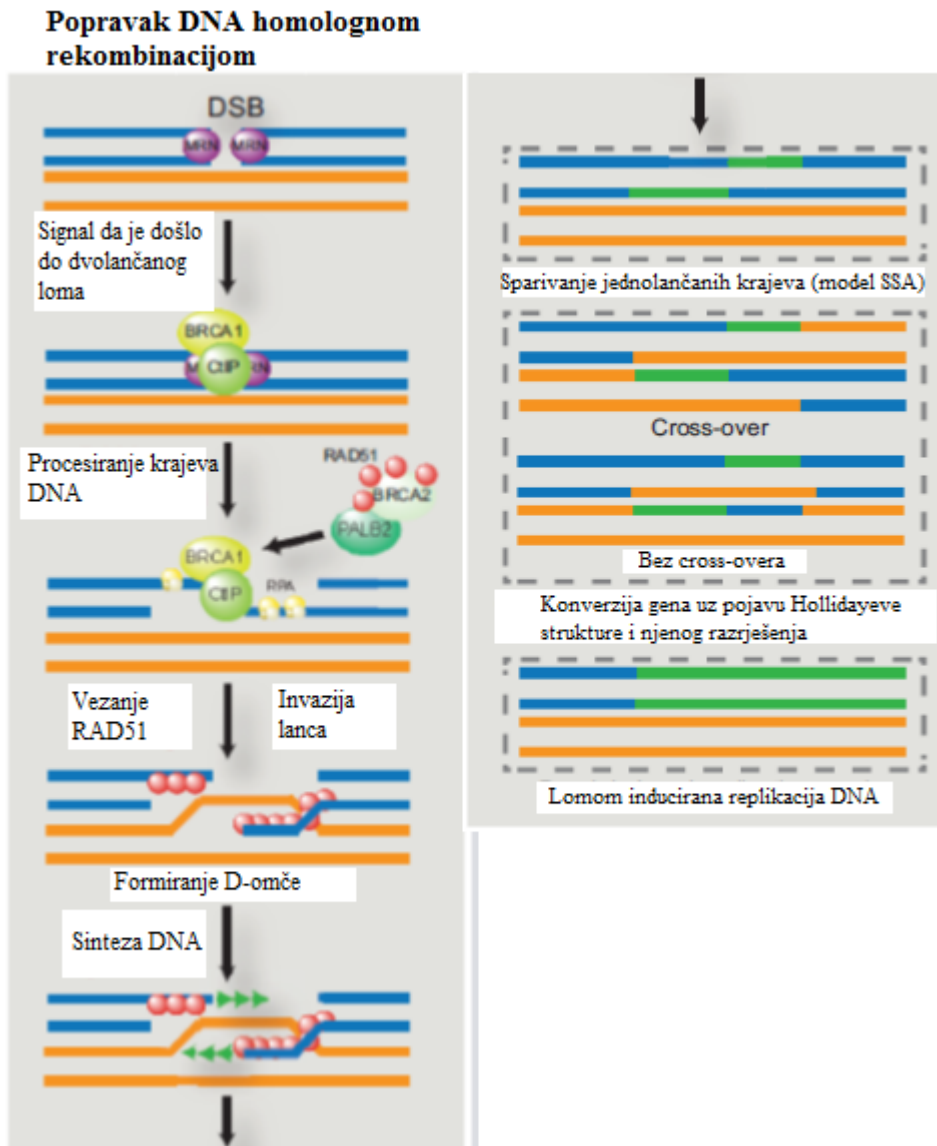 Popravak DNA homolognom
rekombinacijom
DSB
MRN MRN
Signal da je došlo
do dvolančanog
loma
BRCA1
M CtIP RN
Procesiranje krajeva
DNA
RAD51
BRCA2
PALB2
BRCA1
CtIP
RPA
Vezanje
RAD51
Invazija
lanca
Formiranje D-omče
Sinteza DNA
Sparivanje jednolančanih krajeva (model SSA)
Cross-over
Bez cross-overa
Konverzija gena uz pojavu Hollidayeve
strukture i njenog razrješenja
Lomom inducirana replikacija DNA